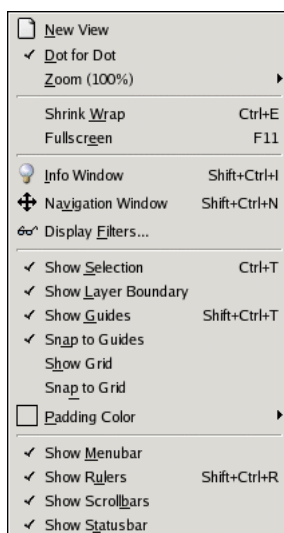 New View
Dot for Dot
Zoom (100%)
Shrink Wrap Ctrl+E
Fullscreen F11
Info Window Shift+Ctrl+I
Navigation Window Shift+Ctrl+N
Display Filters...
Show Selection Ctrl+T
Show Layer Boundary
Show Guides Shift+Ctrl+T
Snap to Guides
Show Grid
Snap to Grid
Padding Color
Show Menubar
Show Rulers Shift+Ctrl+R
Show Scrollbars
Show Statusbar